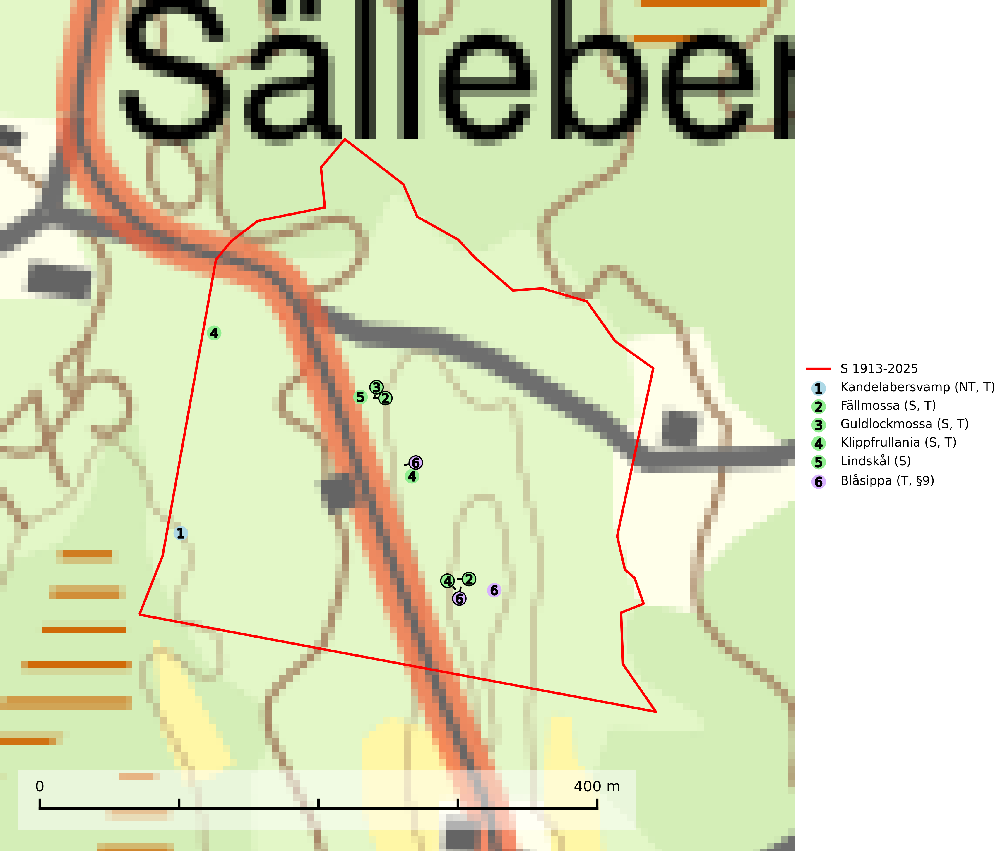 Sälleber
4
3
5
2
6
4
1
4
2
6
6
0
400 m
S 1913-2025
1 Kandelabersvamp (NT, T)
2 Fällmossa (S, T)
3 Guldlockmossa (S, T)
4 Klippfrullania (S, T)
5 Lindskål (S)
6 Blåsippa (T, §9)